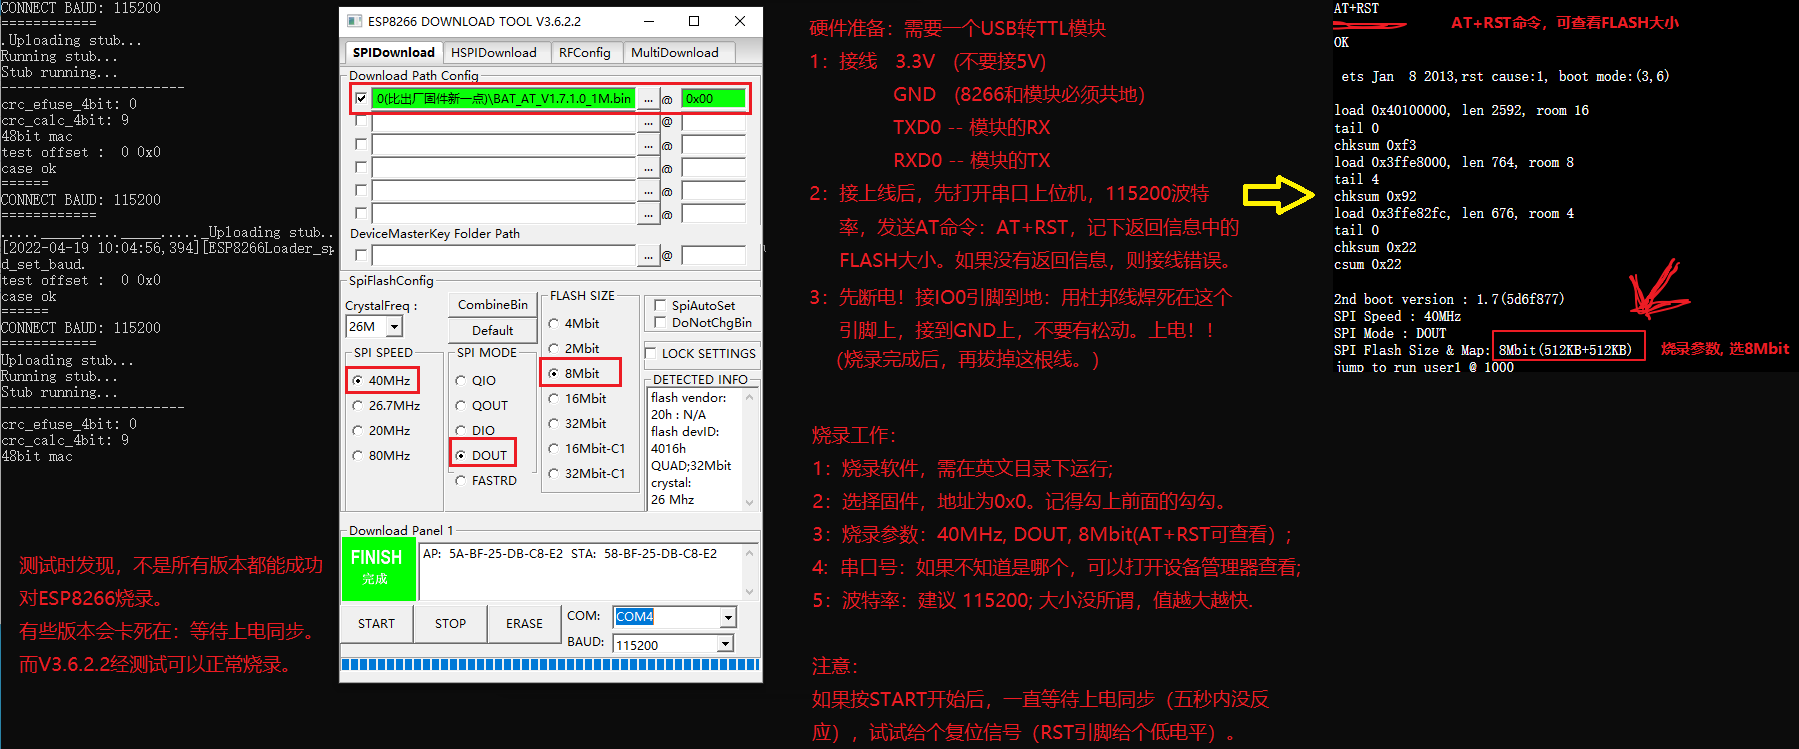 CONNECT BAUD: 115200
============
.Uploading stub...
Running stub...
Stub running...
------------------------
crc_efuse_4bit: 0
crc_calc_4bit: 9
48bit mac
test offset :  0 0x0
case ok
======
CONNECT BAUD: 115200
============
Uploading stub..
[2022-04-19 10:04:56,394][ESP8266Loader_sp
d_set_baud.
test offset :  0 0x0
case ok
======
CONNECT BAUD: 115200
============
Uploading stub...
Running stub...
Stub running...
------------------------
crc_efuse_4bit: 0
crc_calc_4bit: 9
48bit mac
测试时发现，不是所有版本都能成功
对ESP8266烧录。
有些版本会卡死在：等待上电同步。
而V3.6.2.2经测试可以正常烧录。
ESP8266 DOWNLOAD TOOL V3.6.2.2
SPIDownload HSPIDownload RFConfig MultiDownload
Download Path Config
0(比出厂固件新一点)\BAT_AT_V1.7.1.0_1M.bin ... @ 0x00
... @
... @
... @
... @
... @
DeviceMasterKey Folder Path
... @
SpiFlashConfig
CrystalFreq :
26M
CombineBin
Default
SPI SPEED
40MHz
26.7MHz
20MHz
80MHz
SPI MODE
QIO
QOUT
DIO
DOUT
FASTRD
FLASH SIZE
4Mbit
2Mbit
8Mbit
16Mbit
32Mbit
16Mbit-C1
32Mbit-C1
SpiAutoSet
DoNotChgBin
LOCK SETTINGS
DETECTED INFO
flash vendor:
20h : N/A
flash devID:
4016h
QUAD;32Mbit
crystal:
26 Mhz
Download Panel 1
FINISH
完成
AP:  5A-BF-25-DB-C8-E2  STA:  58-BF-25-DB-C8-E2
START STOP ERASE
COM: COM4
BAUD: 115200
硬件准备：需要一个USB转TTL模块
1：接线 3.3V （不要接5V）
GND （8266和模块必须共地）
TXD0 -- 模块的RX
RXD0 -- 模块的TX
2：接上线后，先打开串口上位机，115200波特
率，发送AT命令：AT+RST，记下返回信息中的
FLASH大小。如果没有返回信息，则接线错误。
3：先断电！接IO0引脚到地：用杜邦线焊死在这个
引脚上，接到GND上，不要有松动。上电！！
（烧录完成后，再拔掉这根线。）
烧录工作：
1：烧录软件，需在英文目录下运行;
2：选择固件，地址为0x0。记得勾上前面的勾勾。
3：烧录参数：40MHz, DOUT, 8Mbit(AT+RST可查看) ;
4：串口号：如果不知道是哪个，可以打开设备管理器查看;
5：波特率：建议 115200; 大小没所谓，值越大越快.
注意：
如果按START开始后，一直等待上电同步（五秒内没反
应），试试给个复位信号（RST引脚给个低电平）。
AT+RST
AT+RST命令，可查看FLASH大小
OK
ets Jan  8 2013,rst cause:1, boot mode:(3,6)
load 0x40100000, len 2592, room 16
tail 0
chksum 0xf3
load 0x3ffe8000, len 764, room 8
tail 4
chksum 0x92
load 0x3ffe82fc, len 676, room 4
tail 0
chksum 0x22
csum 0x22
2nd boot version : 1.7(5d6f877)
SPI Speed : 40MHz
SPI Mode : DOUT
SPI Flash Size & Map: 8Mbit(512KB+512KB)
烧录参数, 选8Mbit
jump to run user1 @ 1000